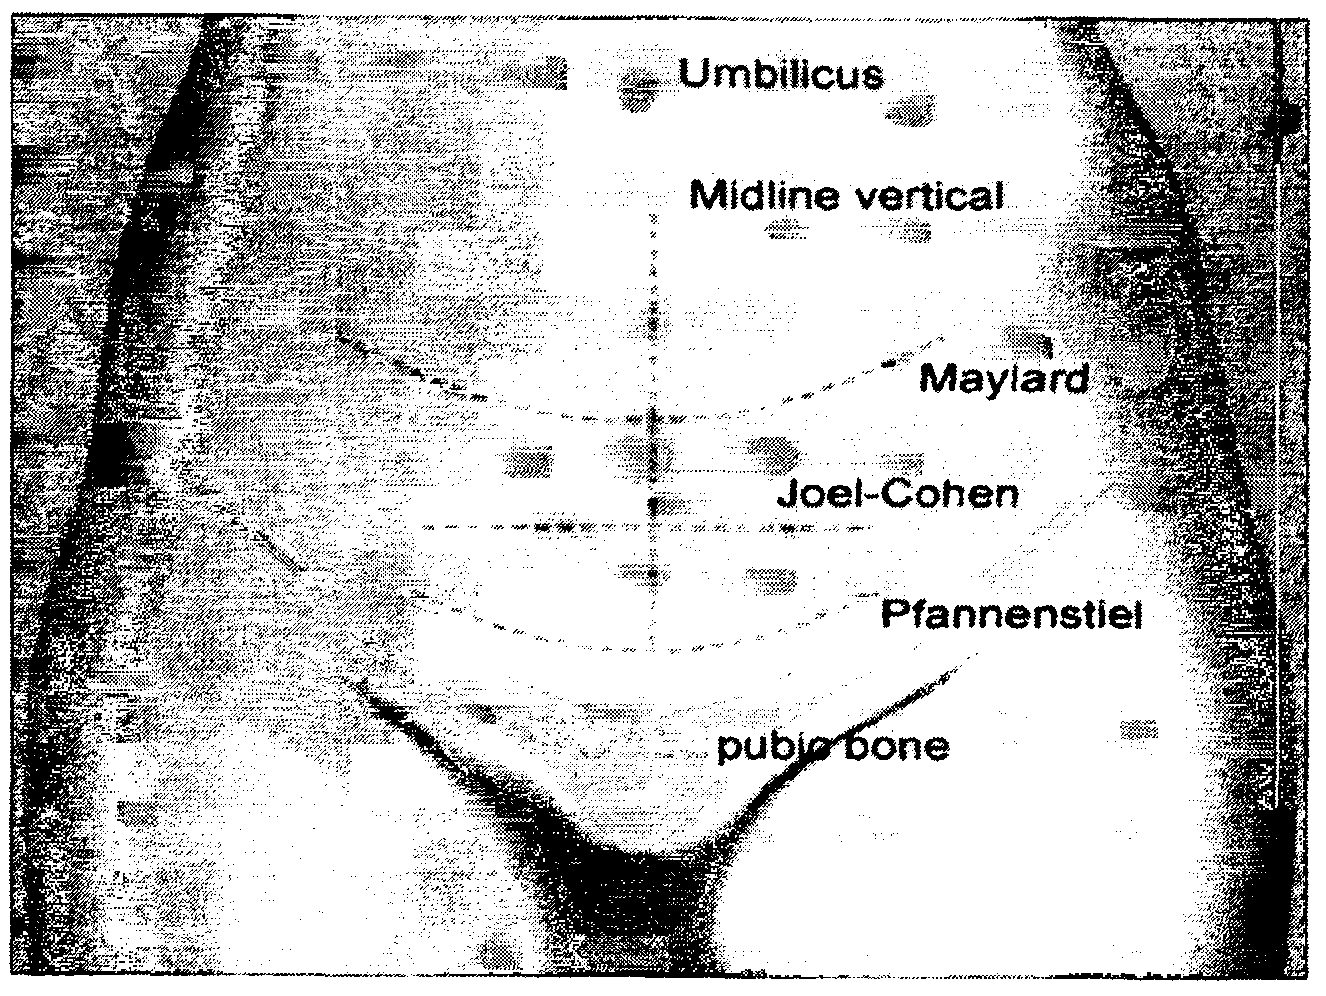 Umbilicus
Midline vertical
Maylard
Joel-Cohen
Pfannenstiel
pubic bone